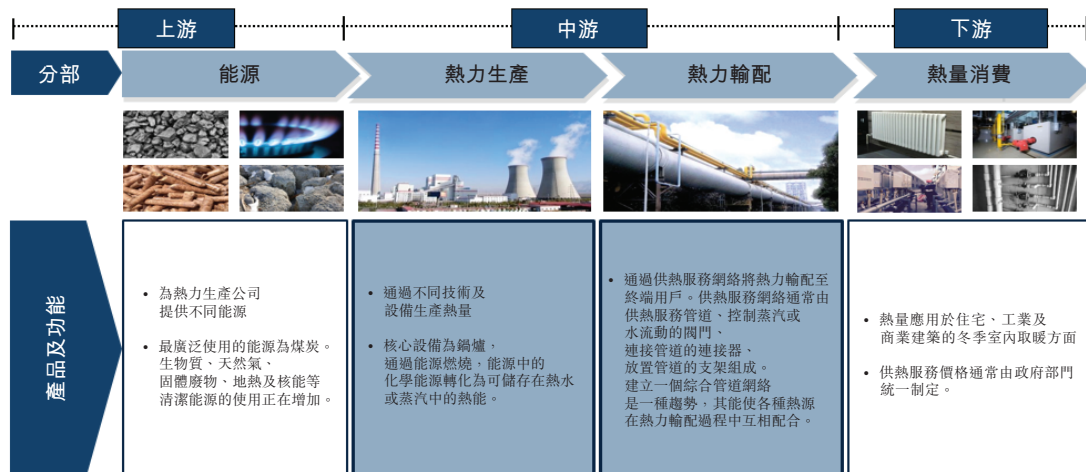 上游
中游
下游
分部
能源
熱力生產
熱力輸配
熱量消費
產品及功能
• 為熱力生產公司
提供不同能源
• 最廣泛使用的能源為煤炭。
生物質、天然氣、
固體廢物、地熱及核能等
清潔能源的使用正在增加。
• 通過不同技術及
設備生產熱量
• 核心設備為鍋爐，
通過能源燃燒，能源中的
化學能源轉化為可儲存在熱水
或蒸汽中的熱能。
• 通過供熱服務網絡將熱力輸配至
終端用戶。供熱服務網絡通常由
供熱服務管道、控制蒸汽或
水流動的閥門、
連接管道的連接器、
放置管道的支架組成。
建立一個綜合管道網絡
是一種趨勢，其能使各種熱源
在熱力輸配過程中互相配合。
• 熱量應用於住宅、工業及
商業建築的冬季室內取暖方面
• 供熱服務價格通常由政府部門
統一制定。